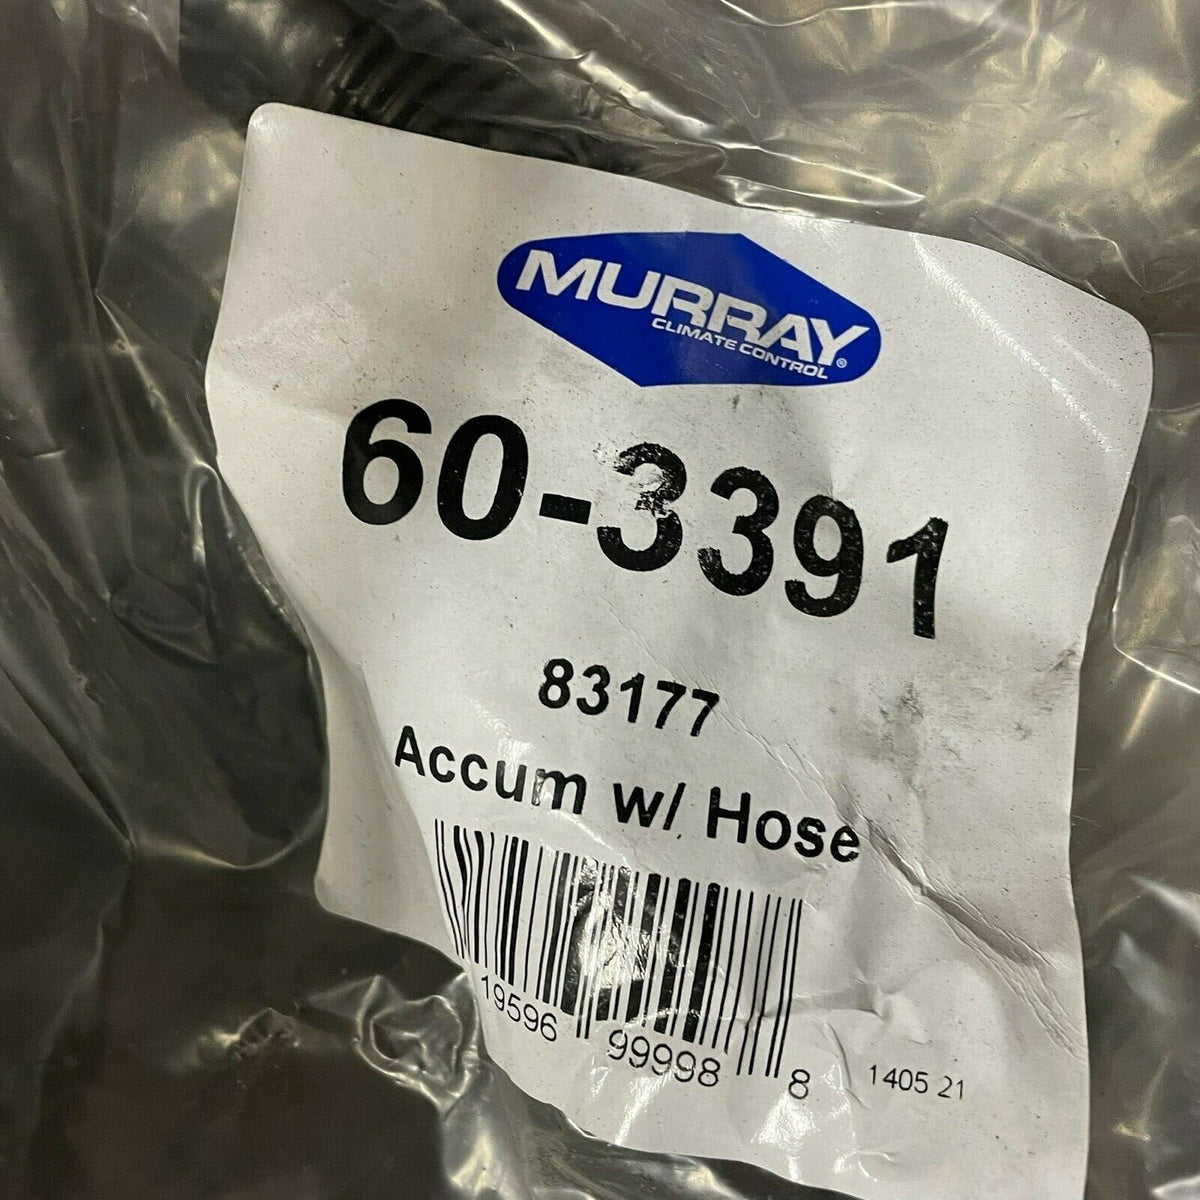 MURRAY®
CLIMATE CONTROL
60-3391
83177
Accum w/ Hose
19596 99998 8
1405 21